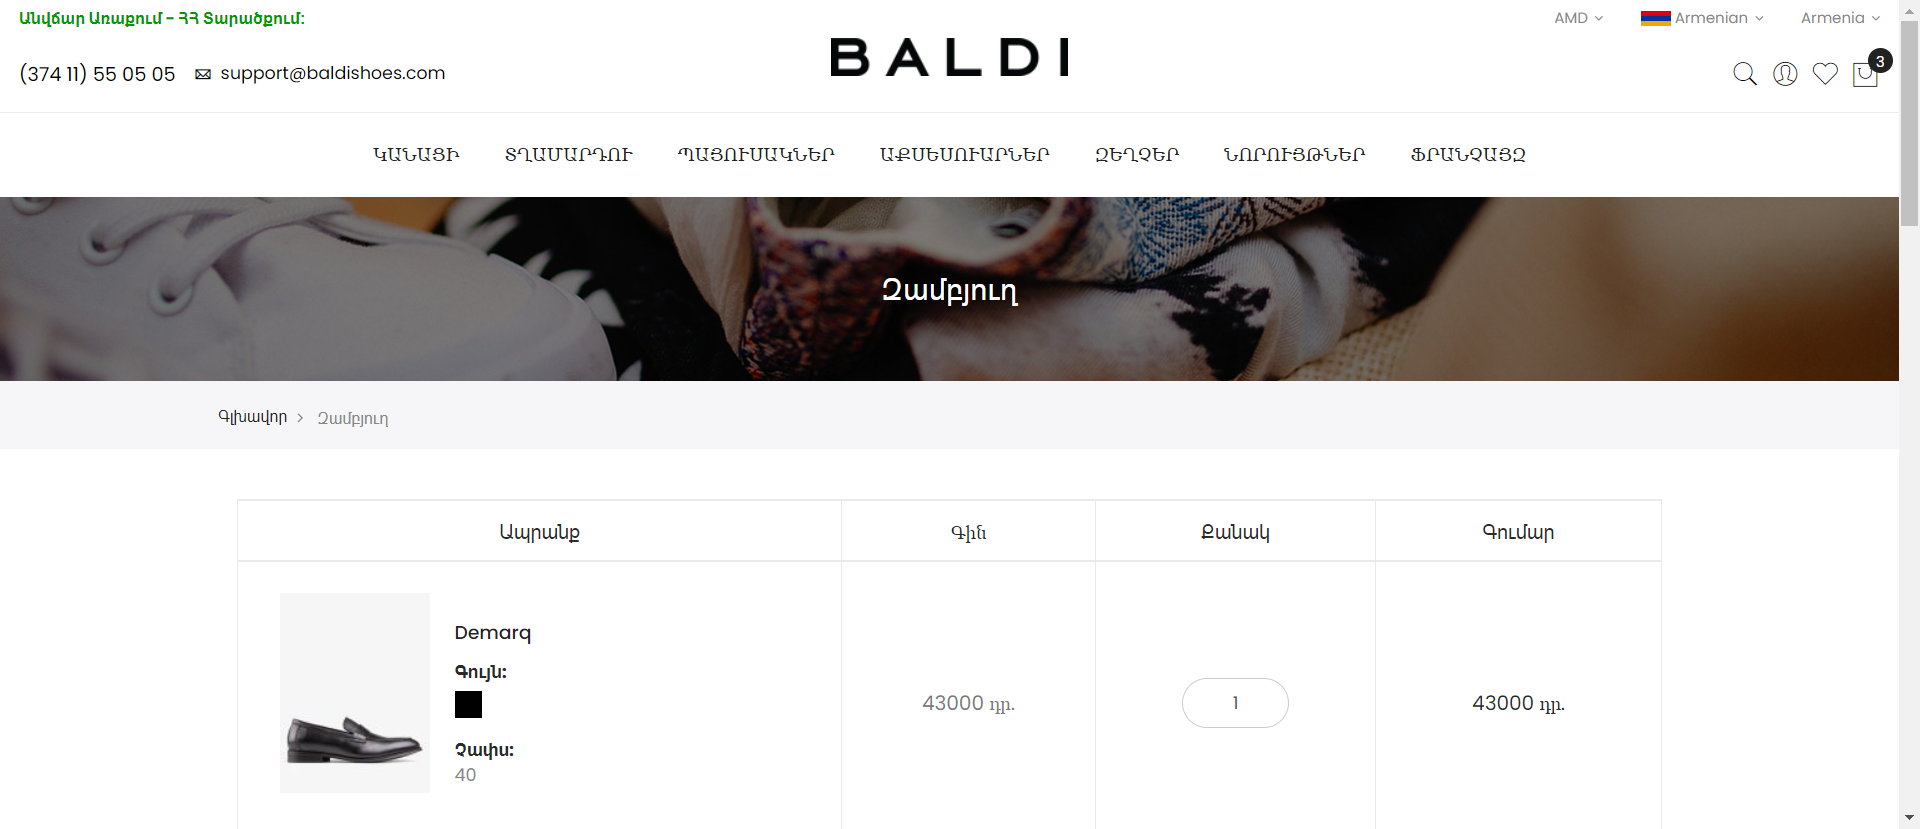 Անվճար Առաքում - ՀՀ Տարածքում:
AMD
Armenian
Armenia
(374 11) 55 05 05
support@baldishoes.com
BALDI
3
ԿԱՆԱՑԻ
ՏՂԱՄԱՐԴՈՒ
ՊԱՅՈՒՍԱԿՆԵՐ
ԱՔՍԵՍՈՒԱՐՆԵՐ
ԶԵՂՉԵՐ
ՆՈՐՈՒՅԹՆԵՐ
ՖՐԱՆՉԱՅԶ
Զամբյուղ
Գլխավոր > Զամբյուղ
Ապրանք
Գին
Քանակ
Գումար
Demarq
Գույն:
Չափս:
40
43000 դր.
1
43000 դր.